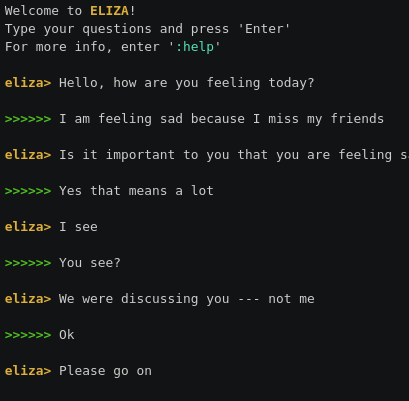 Welcome to ELIZA!
Type your questions and press 'Enter'
For more info, enter ':help'
eliza> Hello, how are you feeling today?
>>>>>> I am feeling sad because I miss my friends
eliza> Is it important to you that you are feeling
>>>>>> Yes that means a lot
eliza> I see
>>>>>> You see?
eliza> We were discussing you --- not me
>>>>>> Ok
eliza> Please go on